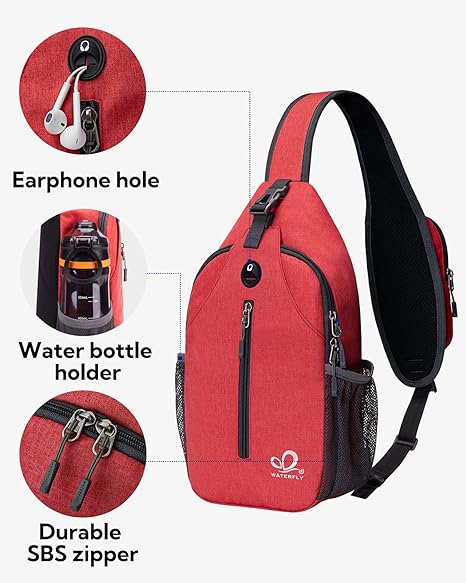 Earphone hole
Water bottle
holder
Durable
SBS zipper
WATERFLY